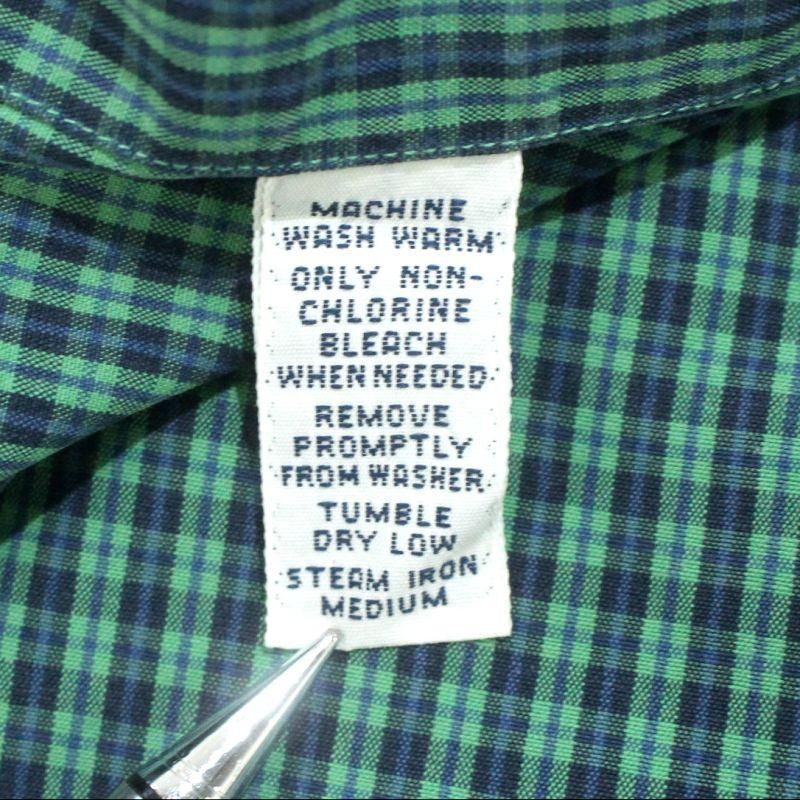 MACHINE
WASH WARM
ONLY NON-
CHLORINE
BLEACH
WHEN NEEDED
REMOVE
PROMPTLY
FROM WASHER
TUMBLE
DRY LOW
STEAM IRON
MEDIUM